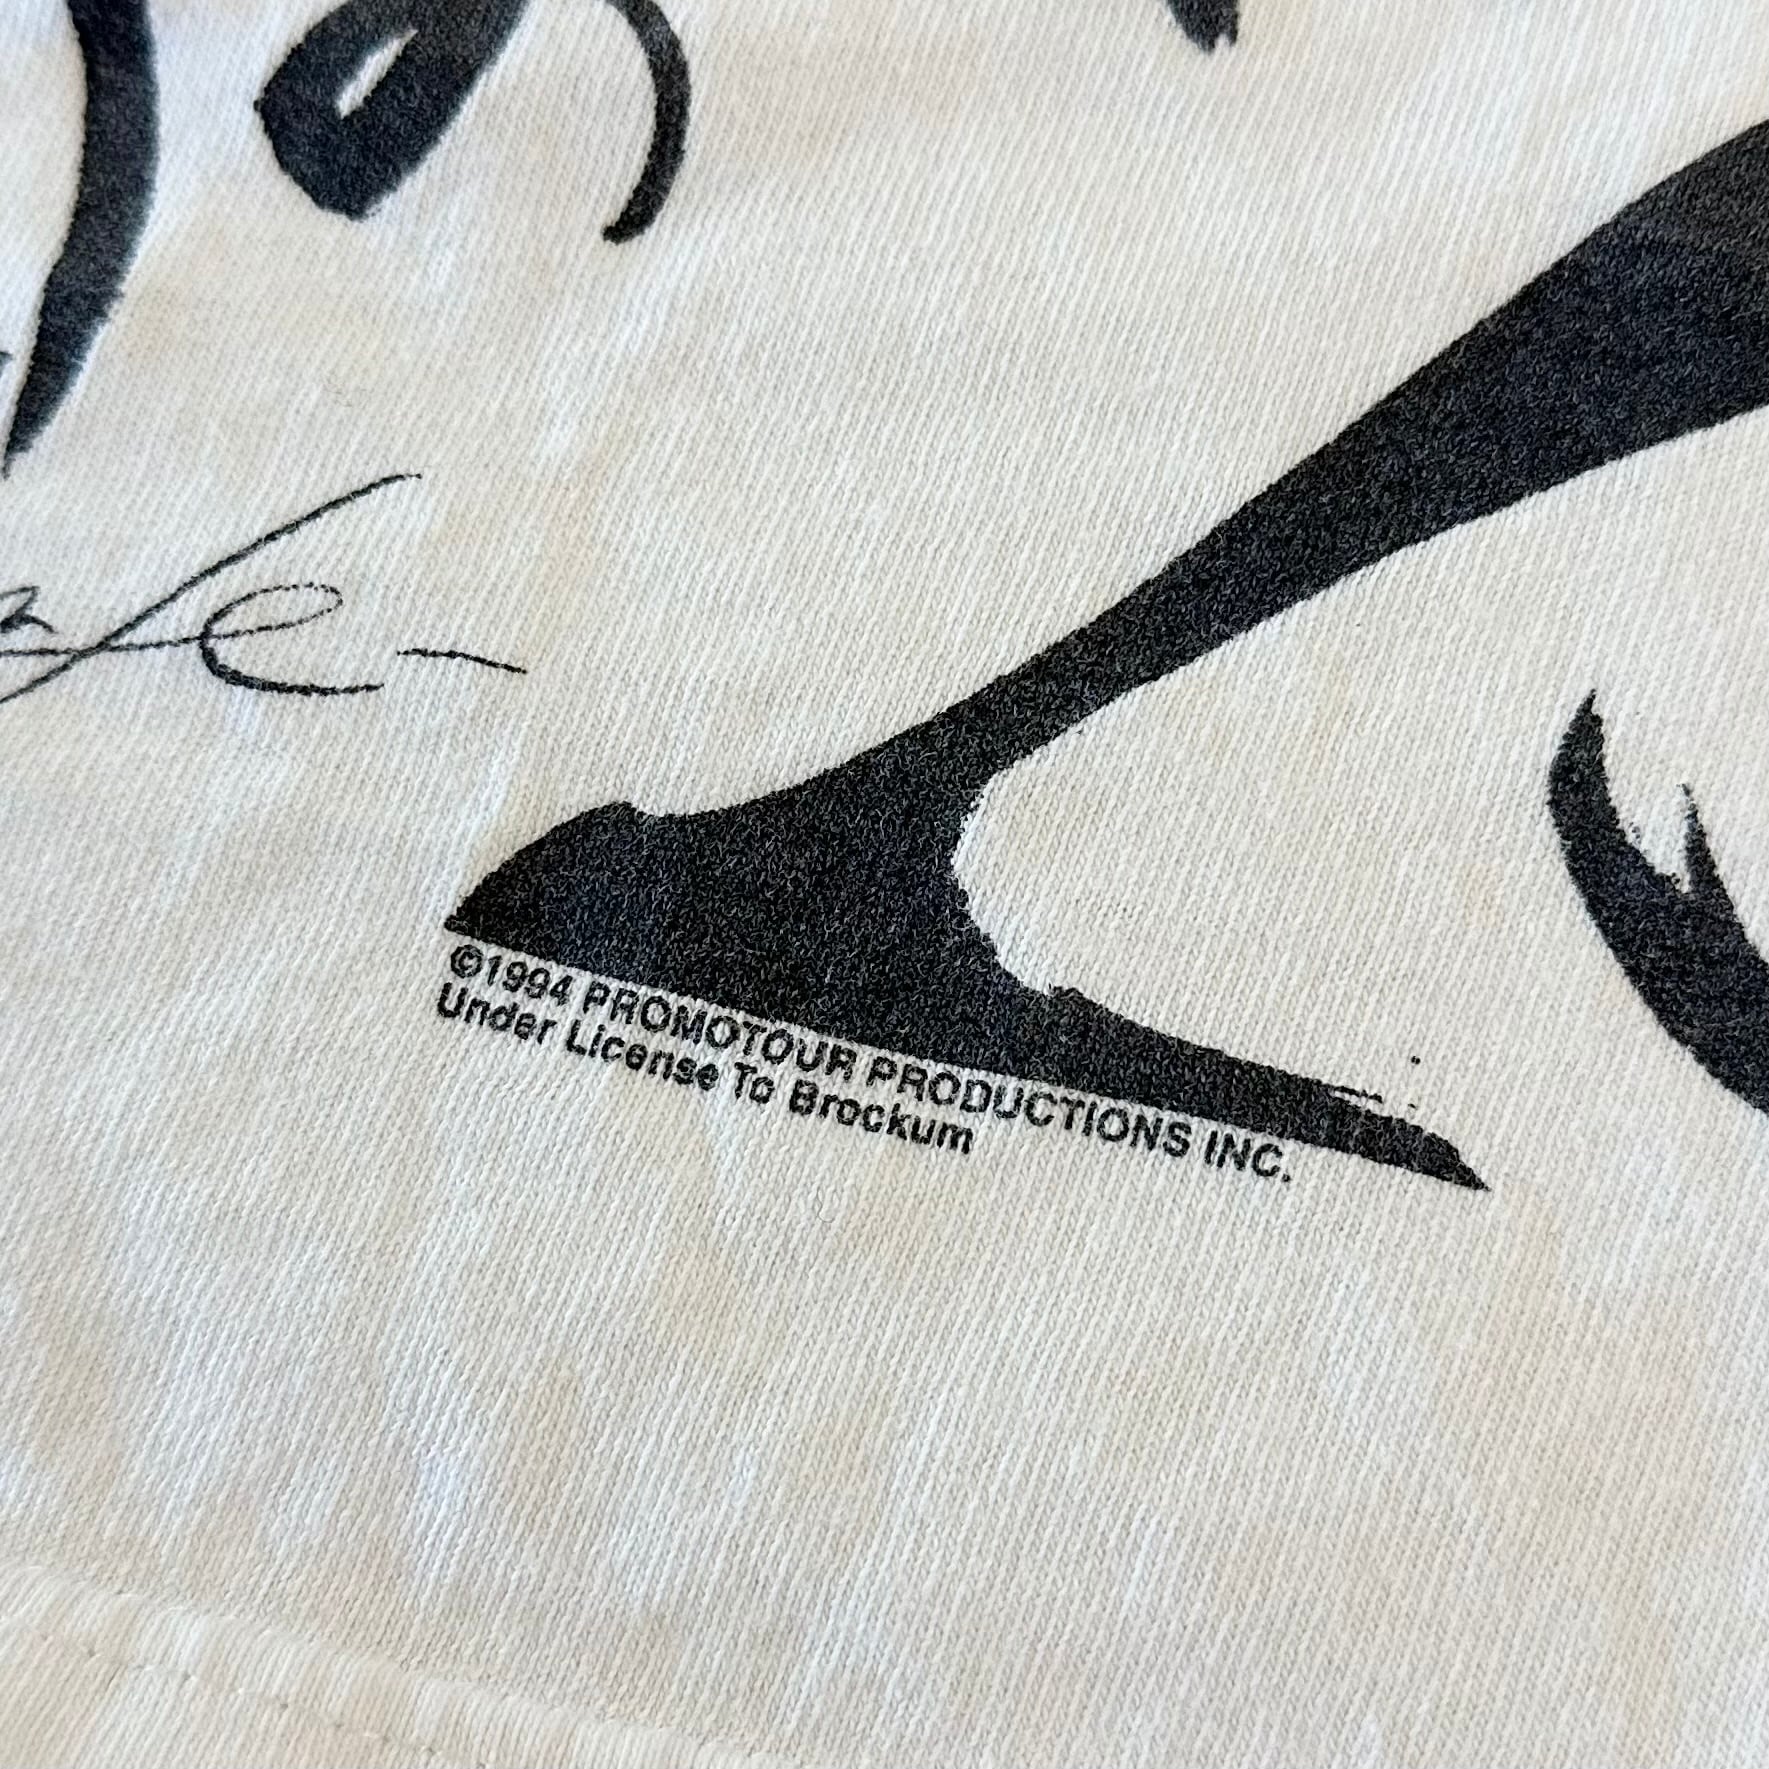 ©1994 PROMOTOUR PRODUCTIONS INC.
Under License To Brockum